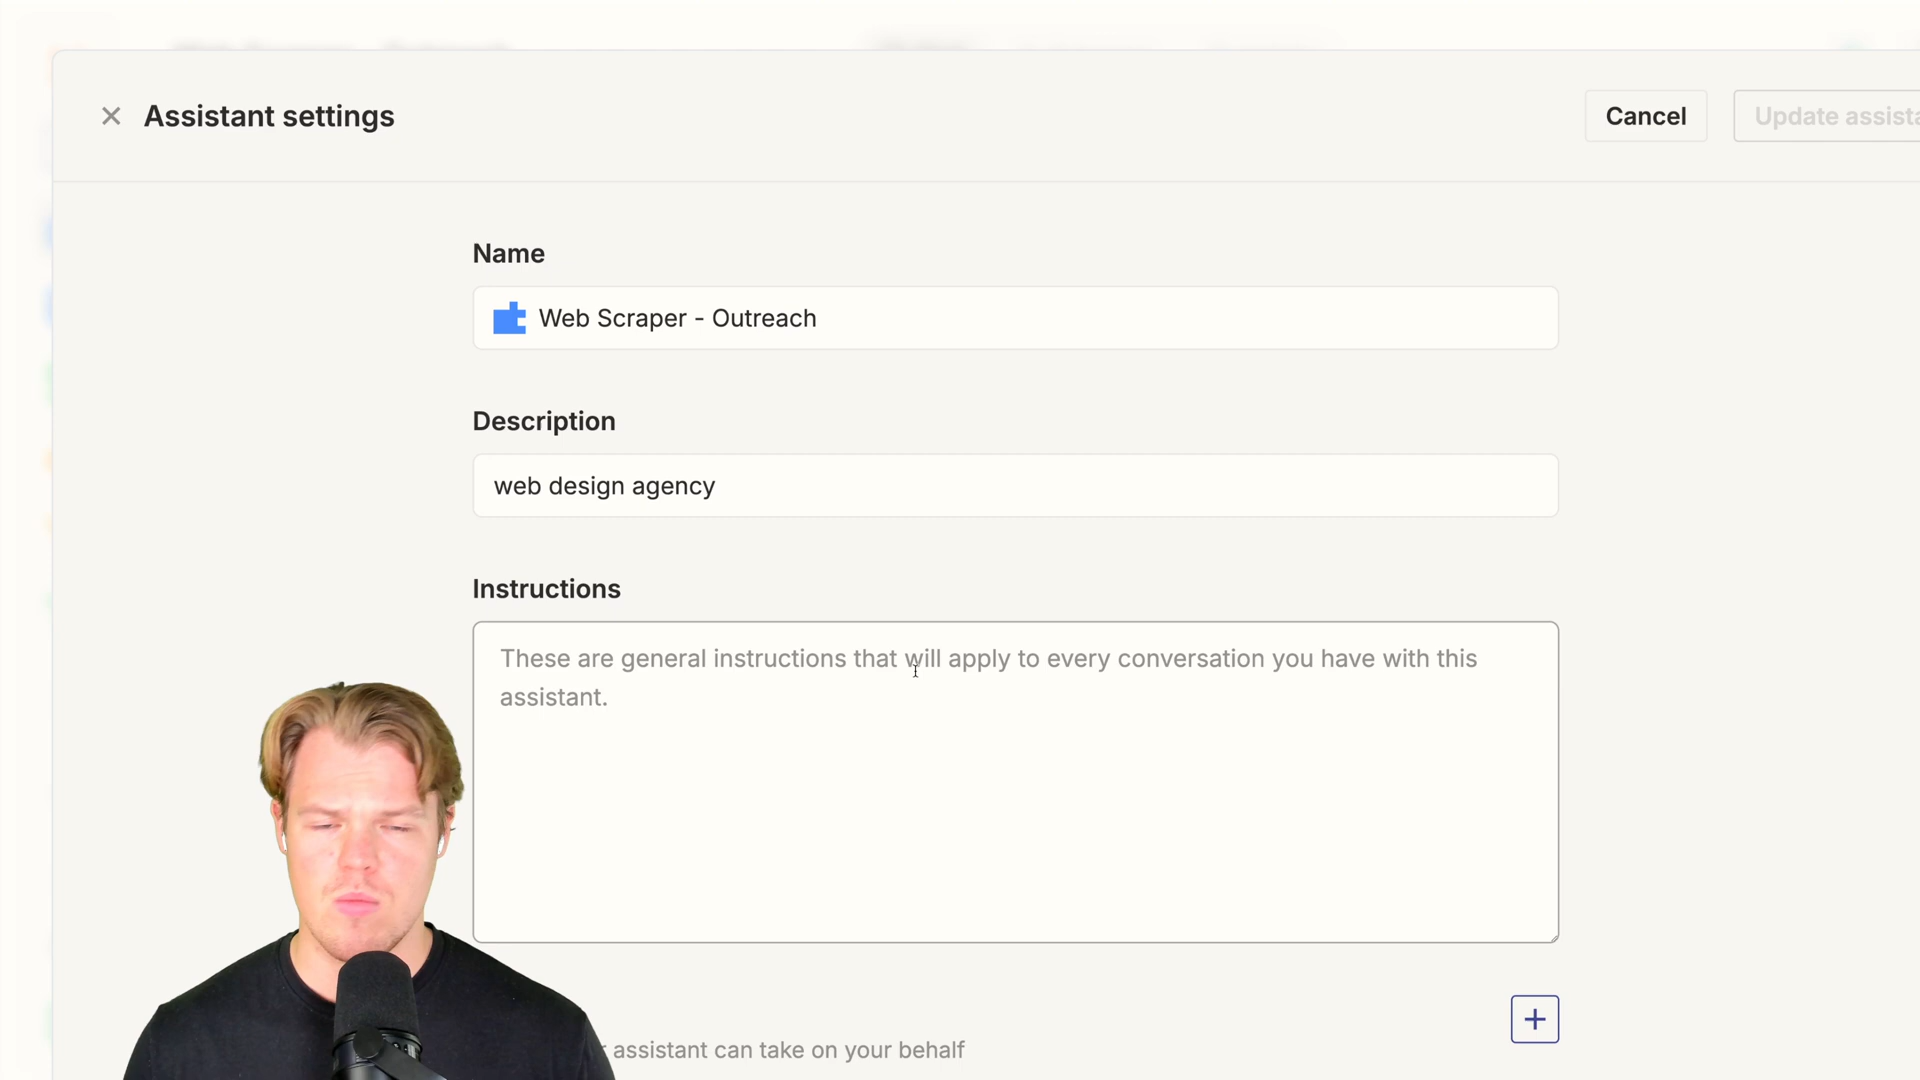 Assistant settings
Cancel
Update assista
Name
Web Scraper - Outreach
Description
web design agency
Instructions
These are general instructions that will apply to every conversation you have with this
assistant.
assistant can take on your behalf